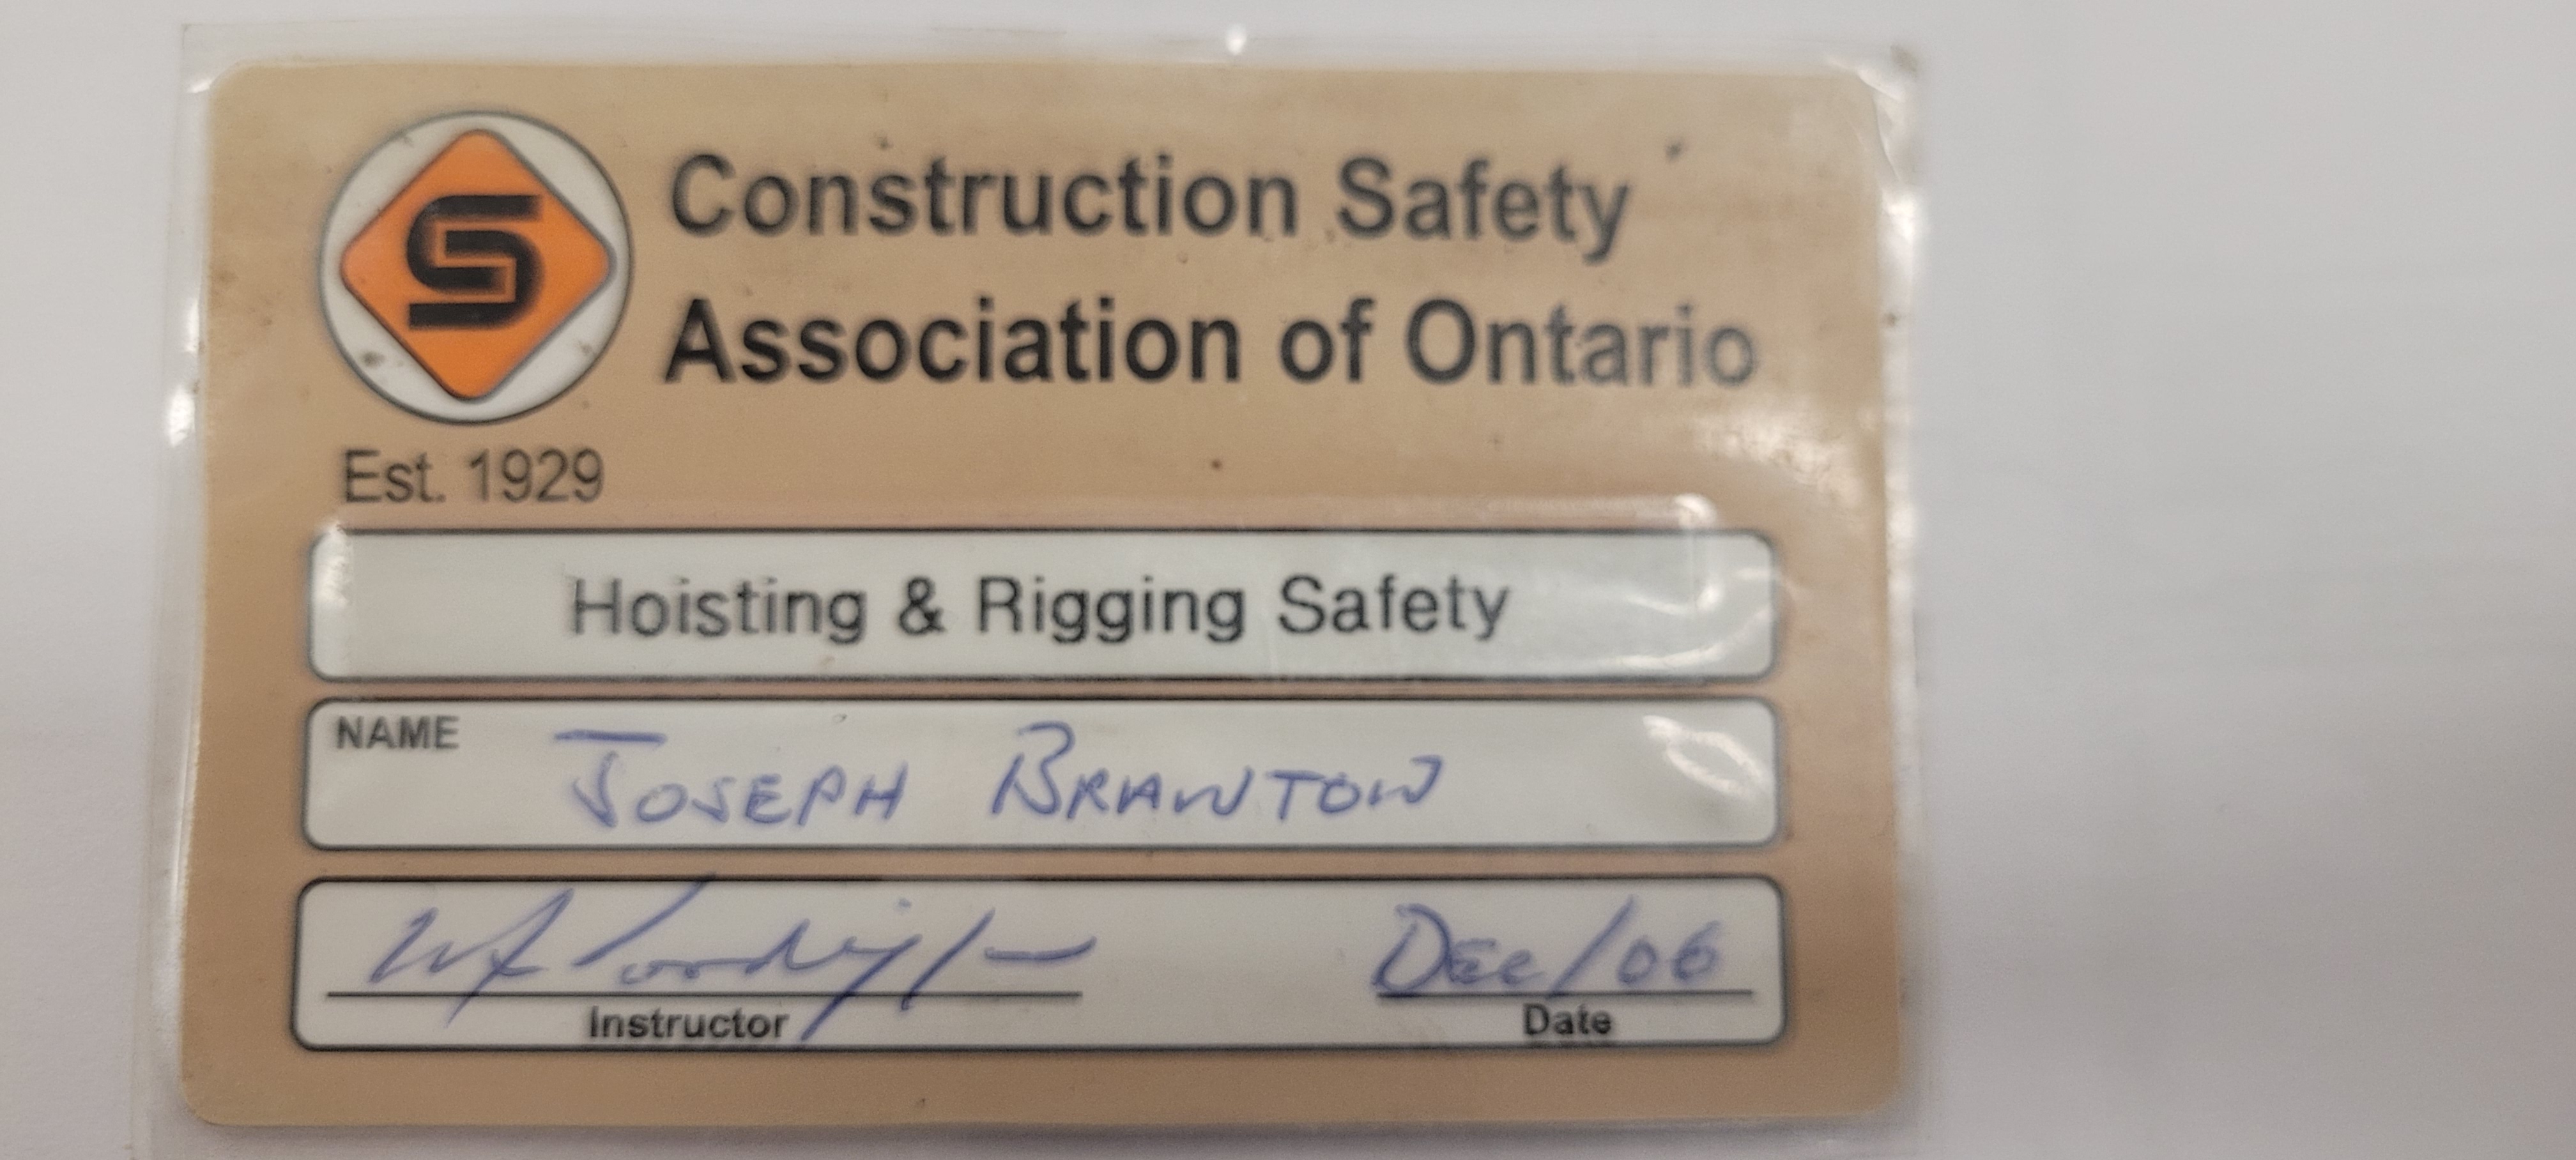 Construction Safety
Association of Ontario
Est. 1929
Hoisting & Rigging Safety
NAME JOSEPH BRANTON
Instructor
Dec/06
Date